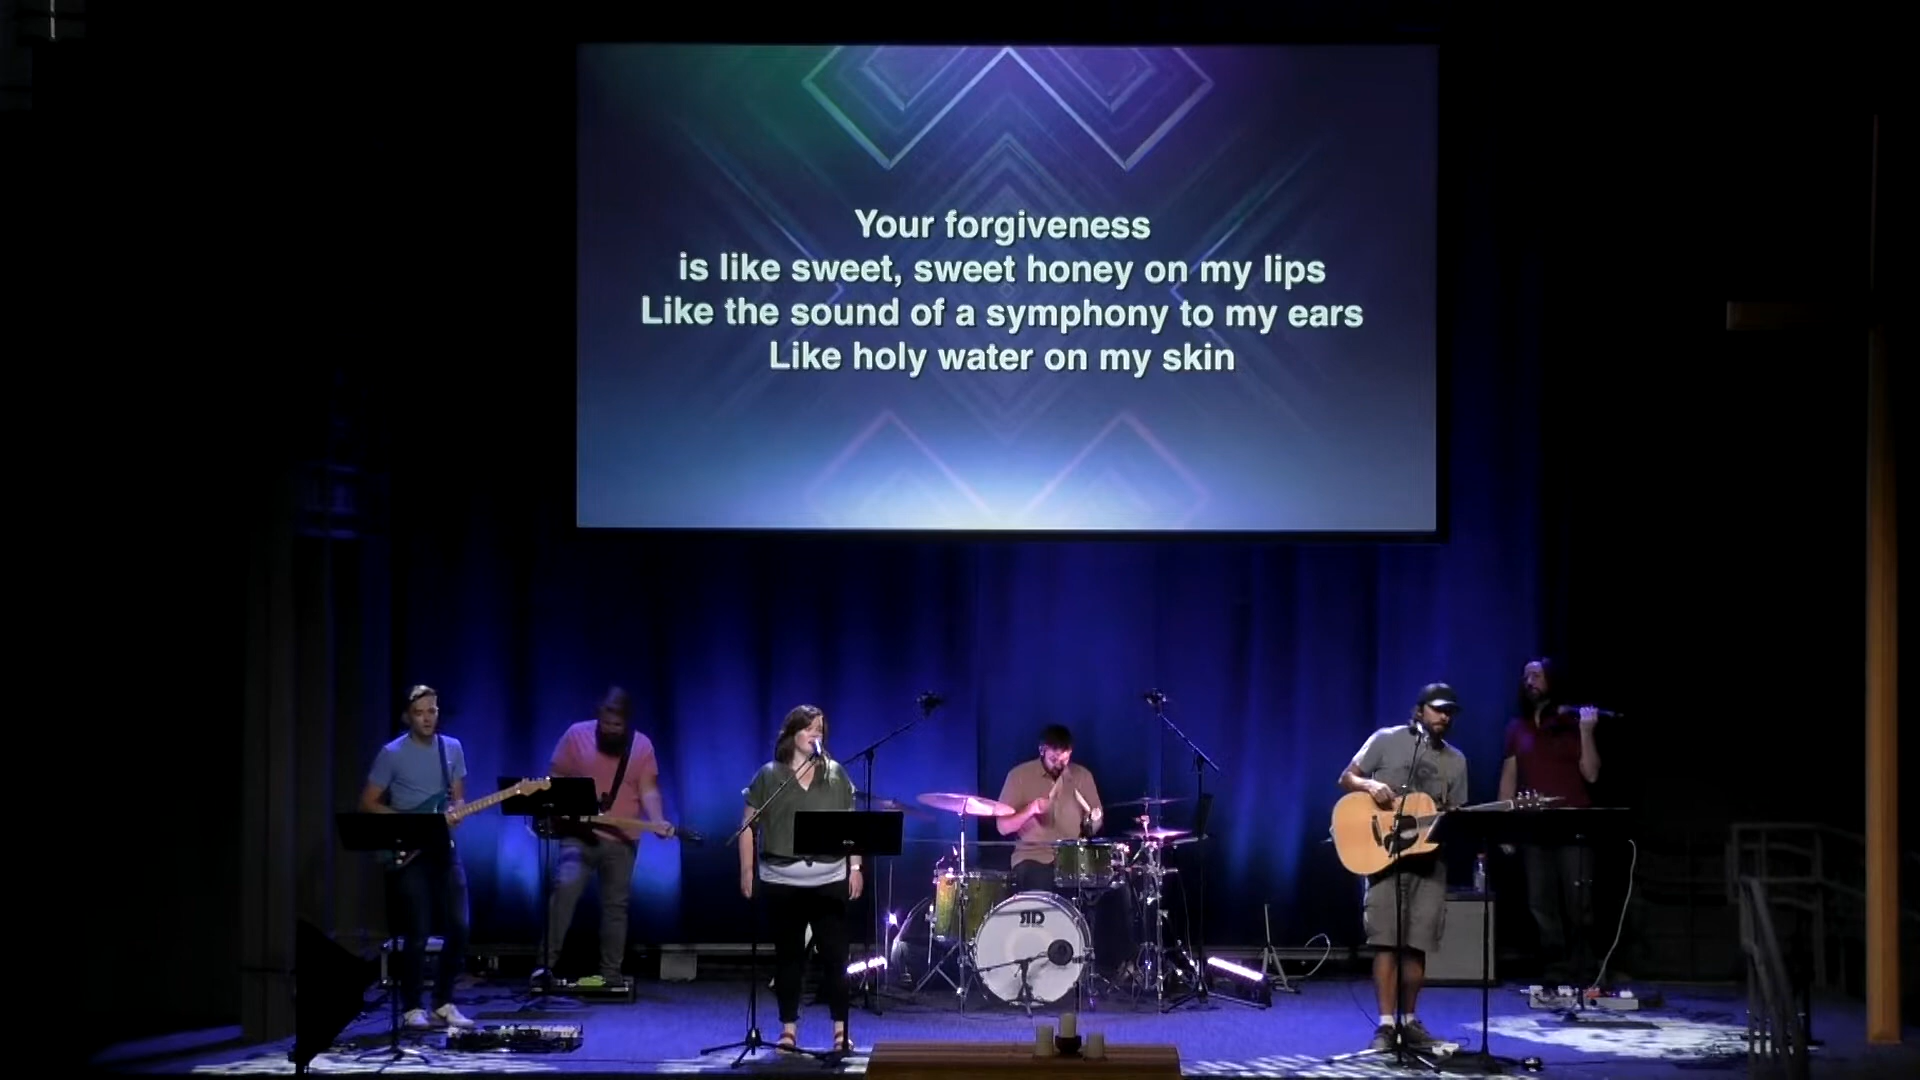 Your forgiveness
is like sweet, sweet honey on my lips
Like the sound of a symphony to my ears
Like holy water on my skin